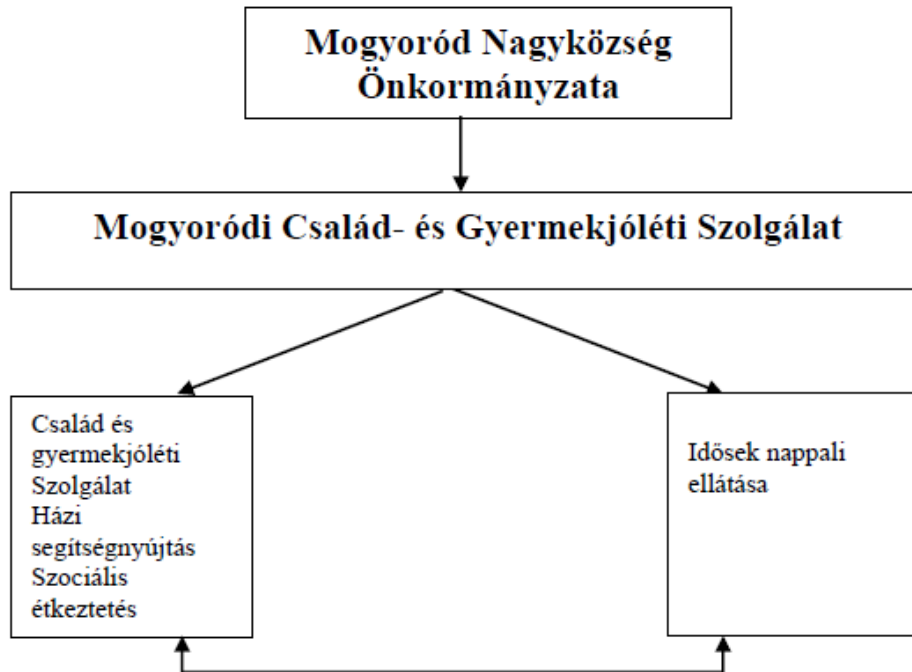 Mogyoród Nagyközség
Önkormányzata
Mogyoródi Család- és Gyermekjóléti Szolgálat
Család és
gyermekjóléti
Szolgálat
Házi
segítségnyújtás
Szociális
étkeztetés
Idősek nappali
ellátása